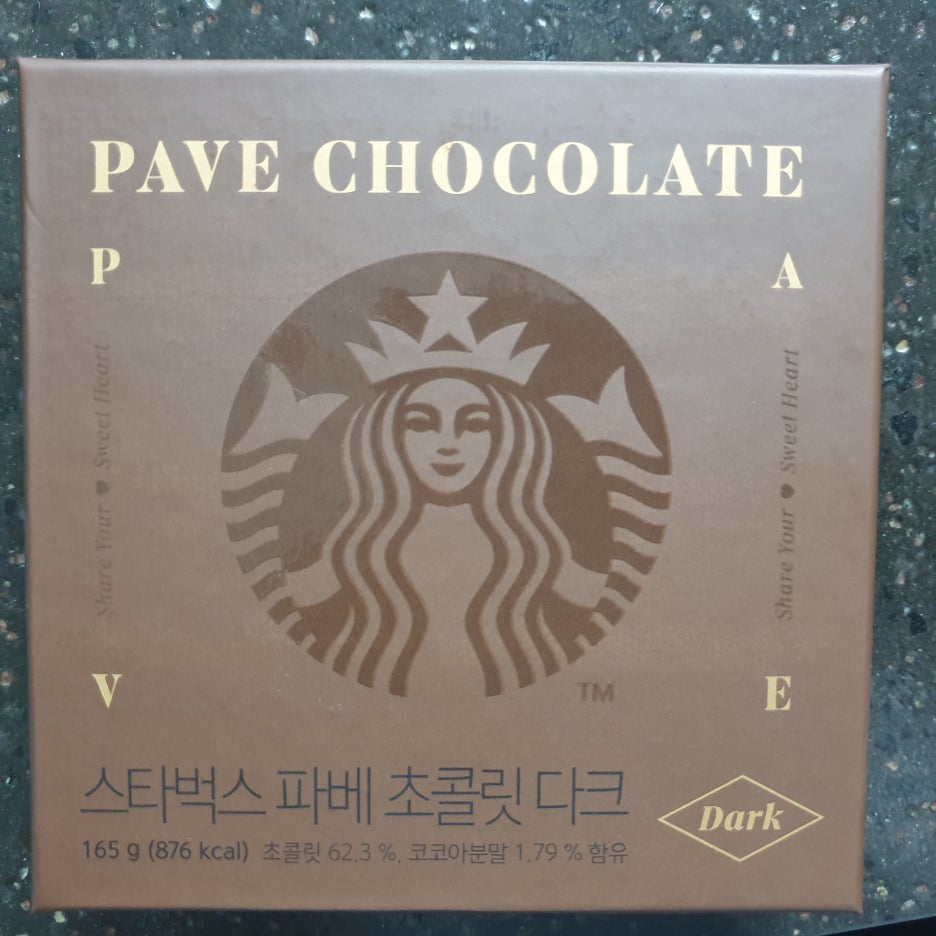 PAVE CHOCOLATE
P A
Share Your ♥ Sweet Heart
Share Your ♥ Sweet Heart
TM
V E
스타벅스 파베 초콜릿 다크
Dark
165 g (876 kcal) 초콜릿 62.3 %, 코코아분말 1.79 % 함유